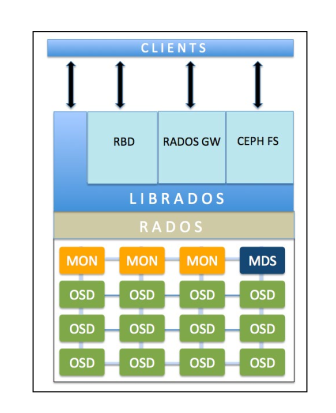 CLIENTS
RBD RADOS GW CEPH FS
LIBRADOS
RADOS
MON MON MON MDS
OSD OSD OSD OSD
OSD OSD OSD OSD
OSD OSD OSD OSD